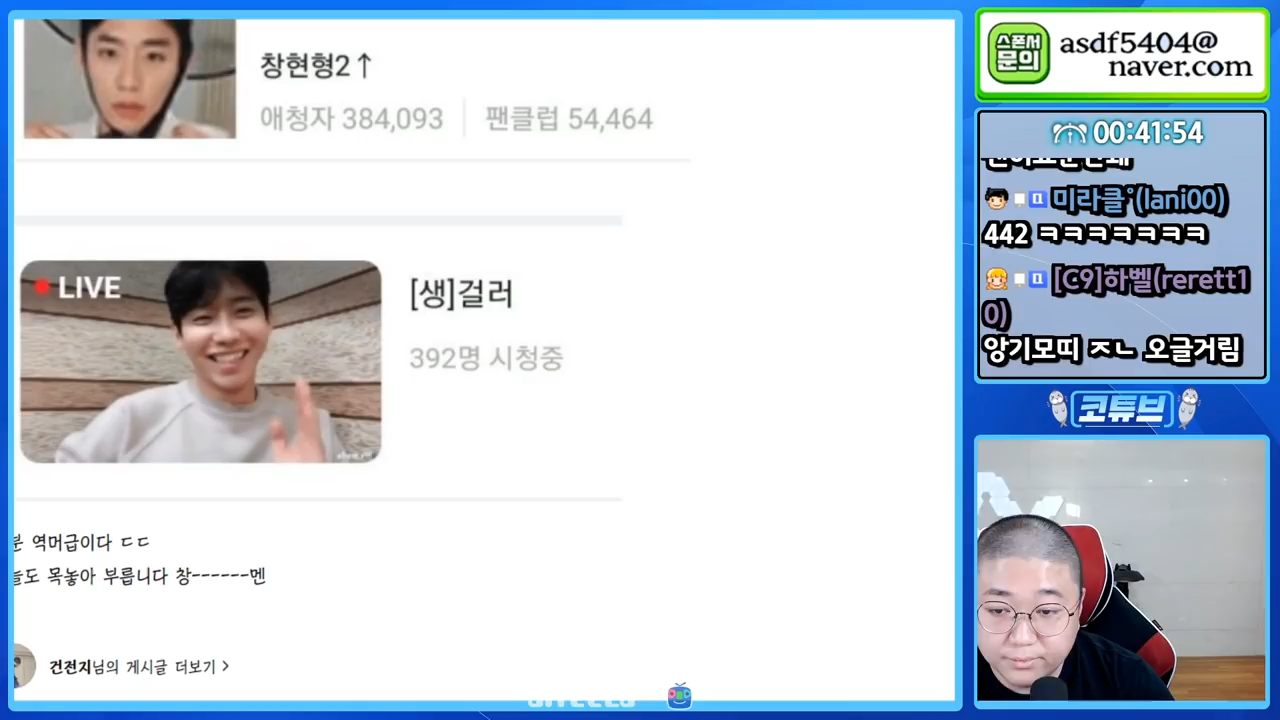 창현형2↑
애청자 384,093
팬클럽 54,464
LIVE
[생]걸러
392명 시청중
역머급이다 ㄷㄷ
목놓아 부릅니다 창------멘
건전지님의 게시글 더보기 >
스폰서
문의
asdf5404@
naver.com
00:41:54
미라클°(lani00)
442 ㅋㅋㅋㅋㅋㅋㅋ
[C9]하벨(rerett1
0)
앙기모띠 ㅈㄴ 오글거림
코튜브